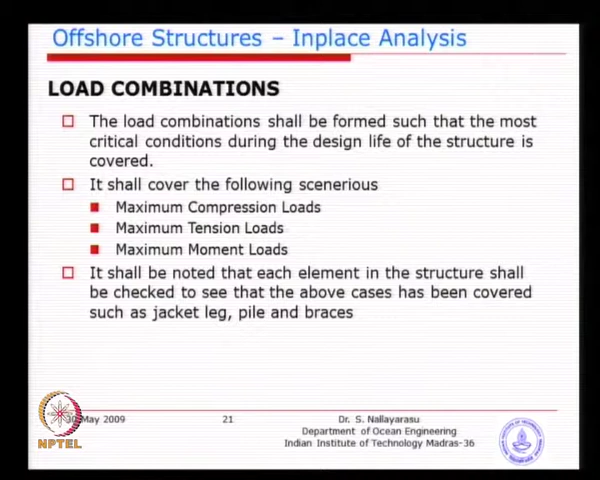 Offshore Structures – Inplace Analysis
LOAD COMBINATIONS
The load combinations shall be formed such that the most
critical conditions during the design life of the structure is
covered.
It shall cover the following scenerious
Maximum Compression Loads
Maximum Tension Loads
Maximum Moment Loads
It shall be noted that each element in the structure shall
be checked to see that the above cases has been covered
such as jacket leg, pile and braces
May 2009
21
Dr. S. Nallayarasu
Department of Ocean Engineering
Indian Institute of Technology Madras-36
NPTEL